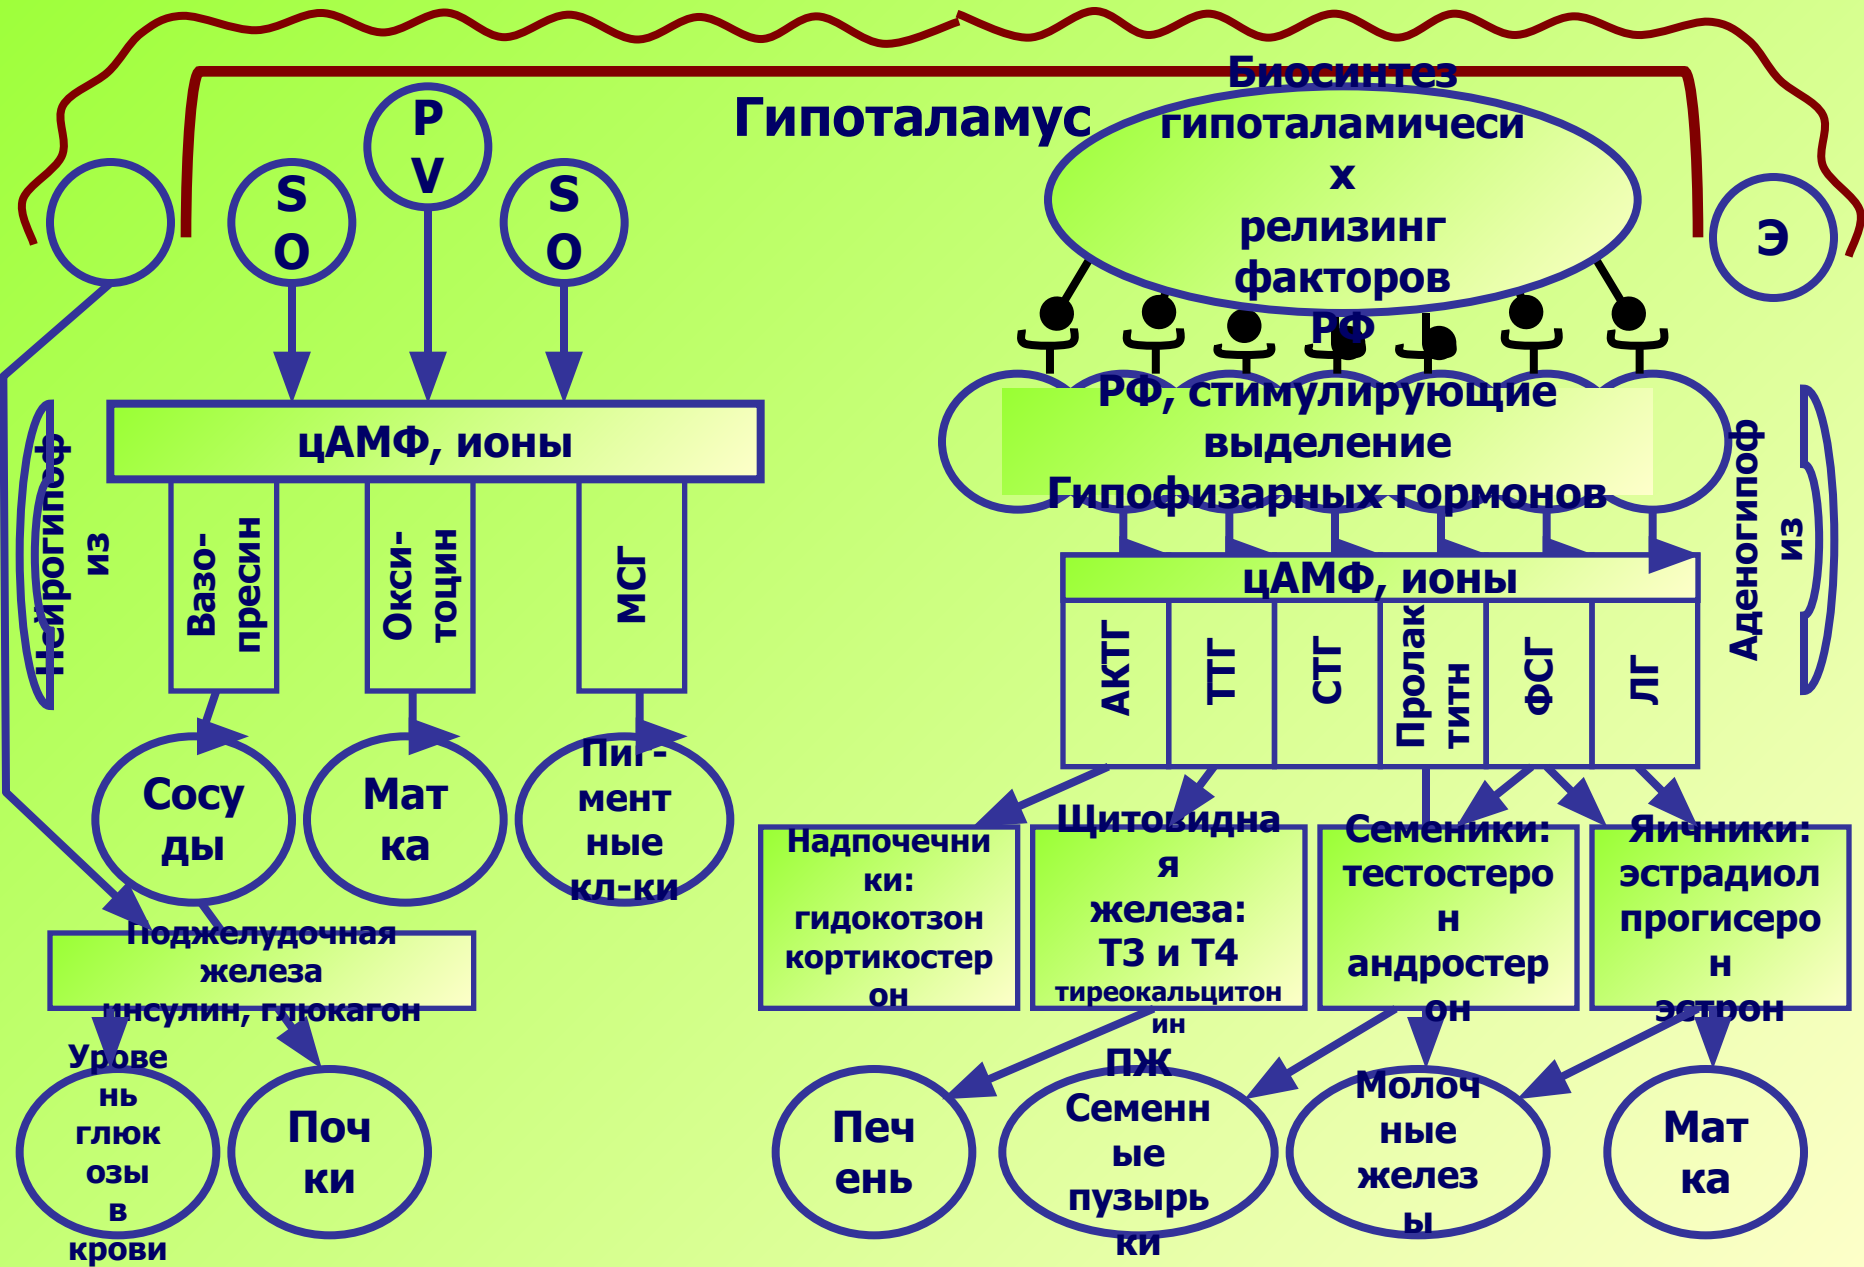 Гипоталамус
P
V
S
O
S
O
Биосинтез
гипоталамичеси
х
релизинг
факторов
РФ
Э
цАМФ, ионы
РФ, стимулирующие
выделение
Гипофизарных гормонов
Нейрогипоф
из
Вазо-
пресин
Окси-
тоцин
МСГ
Аденогипоф
из
цАМФ, ионы
АКТГ
ТТГ
СТГ
Пролак
титн
ФСГ
ЛГ
Сосу
ды
Мат
ка
Пиг-
мент
ные
кл-ки
Надпочечни
ки:
гидокотзон
кортикостер
он
Щитовидна
я
железа:
Т3 и Т4
тиреокальцитон
ин
Семеники:
тестостеро
н
андростер
он
Яичники:
эстрадиол
прогисеро
н
эстрон
Поджелудочная
железа
инсулин, глюкагон
Урове
нь
глюк
озы
в
крови
Поч
ки
Печ
ень
ПЖ
Семенн
ые
пузырь
ки
Молоч
ные
желез
ы
Мат
ка